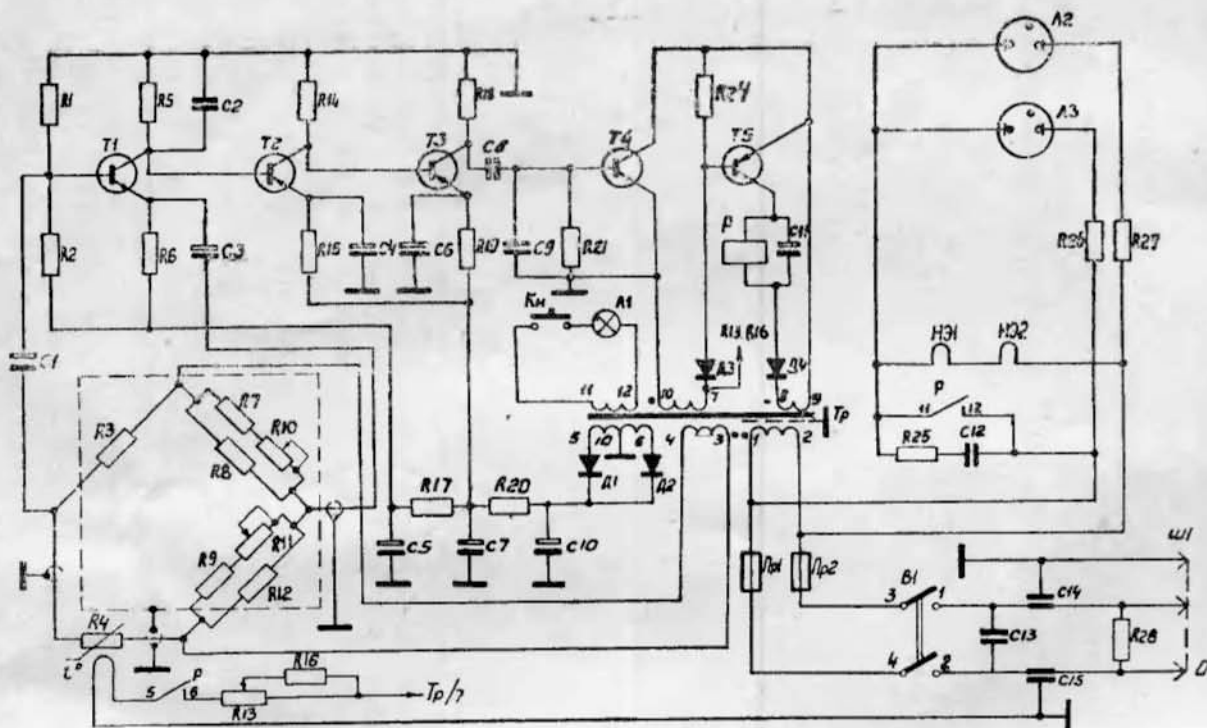 Л2
R1
R5
C2
R14
R18
R24
Л3
T1
T2
T3
C8
T4
T5
R2
R6
C3
R15
C4
C6
R19
C9
R21
P
C11
R26
R27
Кн
Л1
R13, R16
НЭ1
НЭ2
C1
Д3
Д4
11
12
10
7
8
9
Тр
P
11
12
R3
R7
R10
R8
5
10
6
4
3
1
2
R25
C12
Д1
Д2
R17
R20
R9
R11
R12
C5
C7
C10
Пр1
Пр2
В1
3
1
Ш1
C14
R4
C13
R28
t°
R16
4
2
C15
0
5
P
6
R13
Тр/7